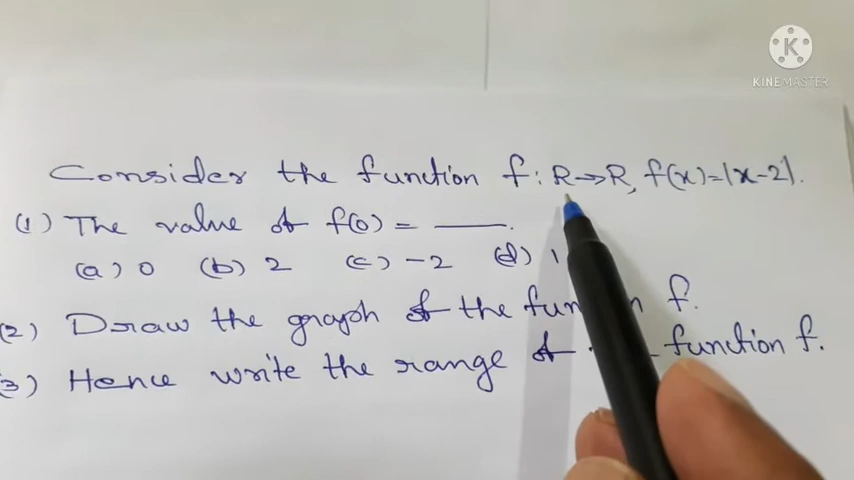 KINEMASTER
Consider the function f: R→R, f(x)=|x-2|.
(1) The value of f(0) = ____.
(a) 0 (b) 2 (c) -2 (d) 1
(2) Draw the graph of the function f.
(3) Hence write the range of function f.